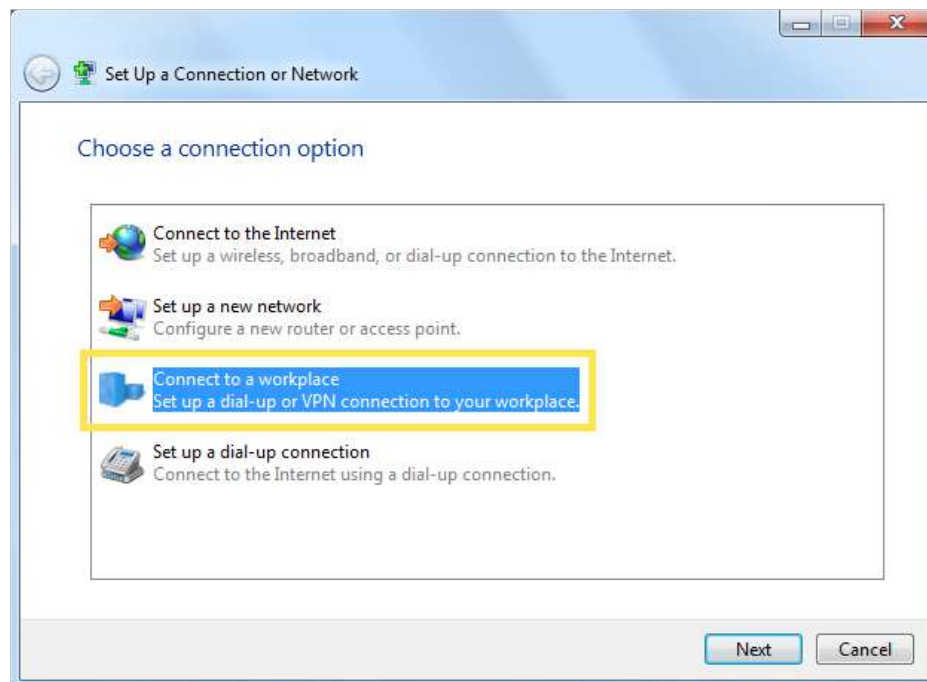 Set Up a Connection or Network
Choose a connection option
Connect to the Internet
Set up a wireless, broadband, or dial-up connection to the Internet.
Set up a new network
Configure a new router or access point.
Connect to a workplace
Set up a dial-up or VPN connection to your workplace.
Set up a dial-up connection
Connect to the Internet using a dial-up connection.
Next
Cancel